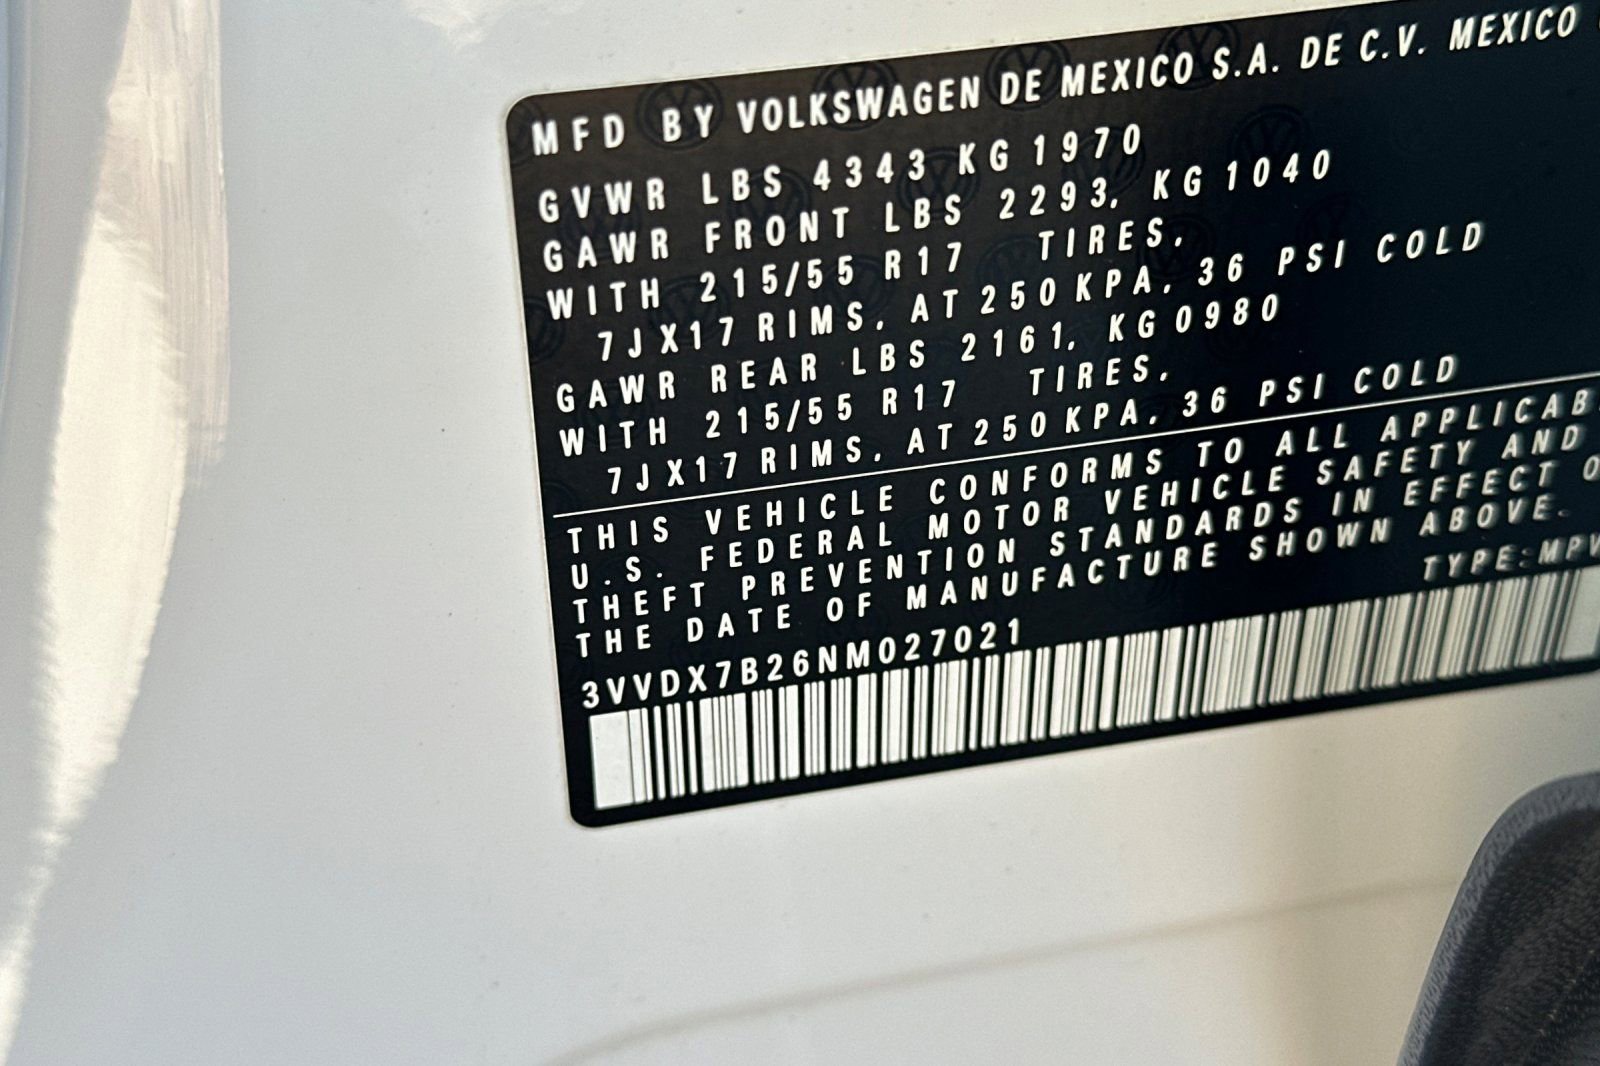 MFD BY VOLKSWAGEN DE MEXICO S.A. DE C.V. MEXICO
GVWR LBS 4343 KG 1970
GAWR FRONT LBS 2293, KG 1040
WITH 215/55 R17 TIRES,
7JX17 RIMS, AT 250 KPA, 36 PSI COLD
GAWR REAR LBS 2161, KG 0980
WITH 215/55 R17 TIRES,
7JX17 RIMS, AT 250 KPA, 36 PSI COLD
THIS VEHICLE CONFORMS TO ALL APPLICAB
U.S. FEDERAL MOTOR VEHICLE SAFETY AND
THEFT PREVENTION STANDARDS IN EFFECT O
THE DATE OF MANUFACTURE SHOWN ABOVE.
TYPE:MPV
3VVDX7B26NM027021